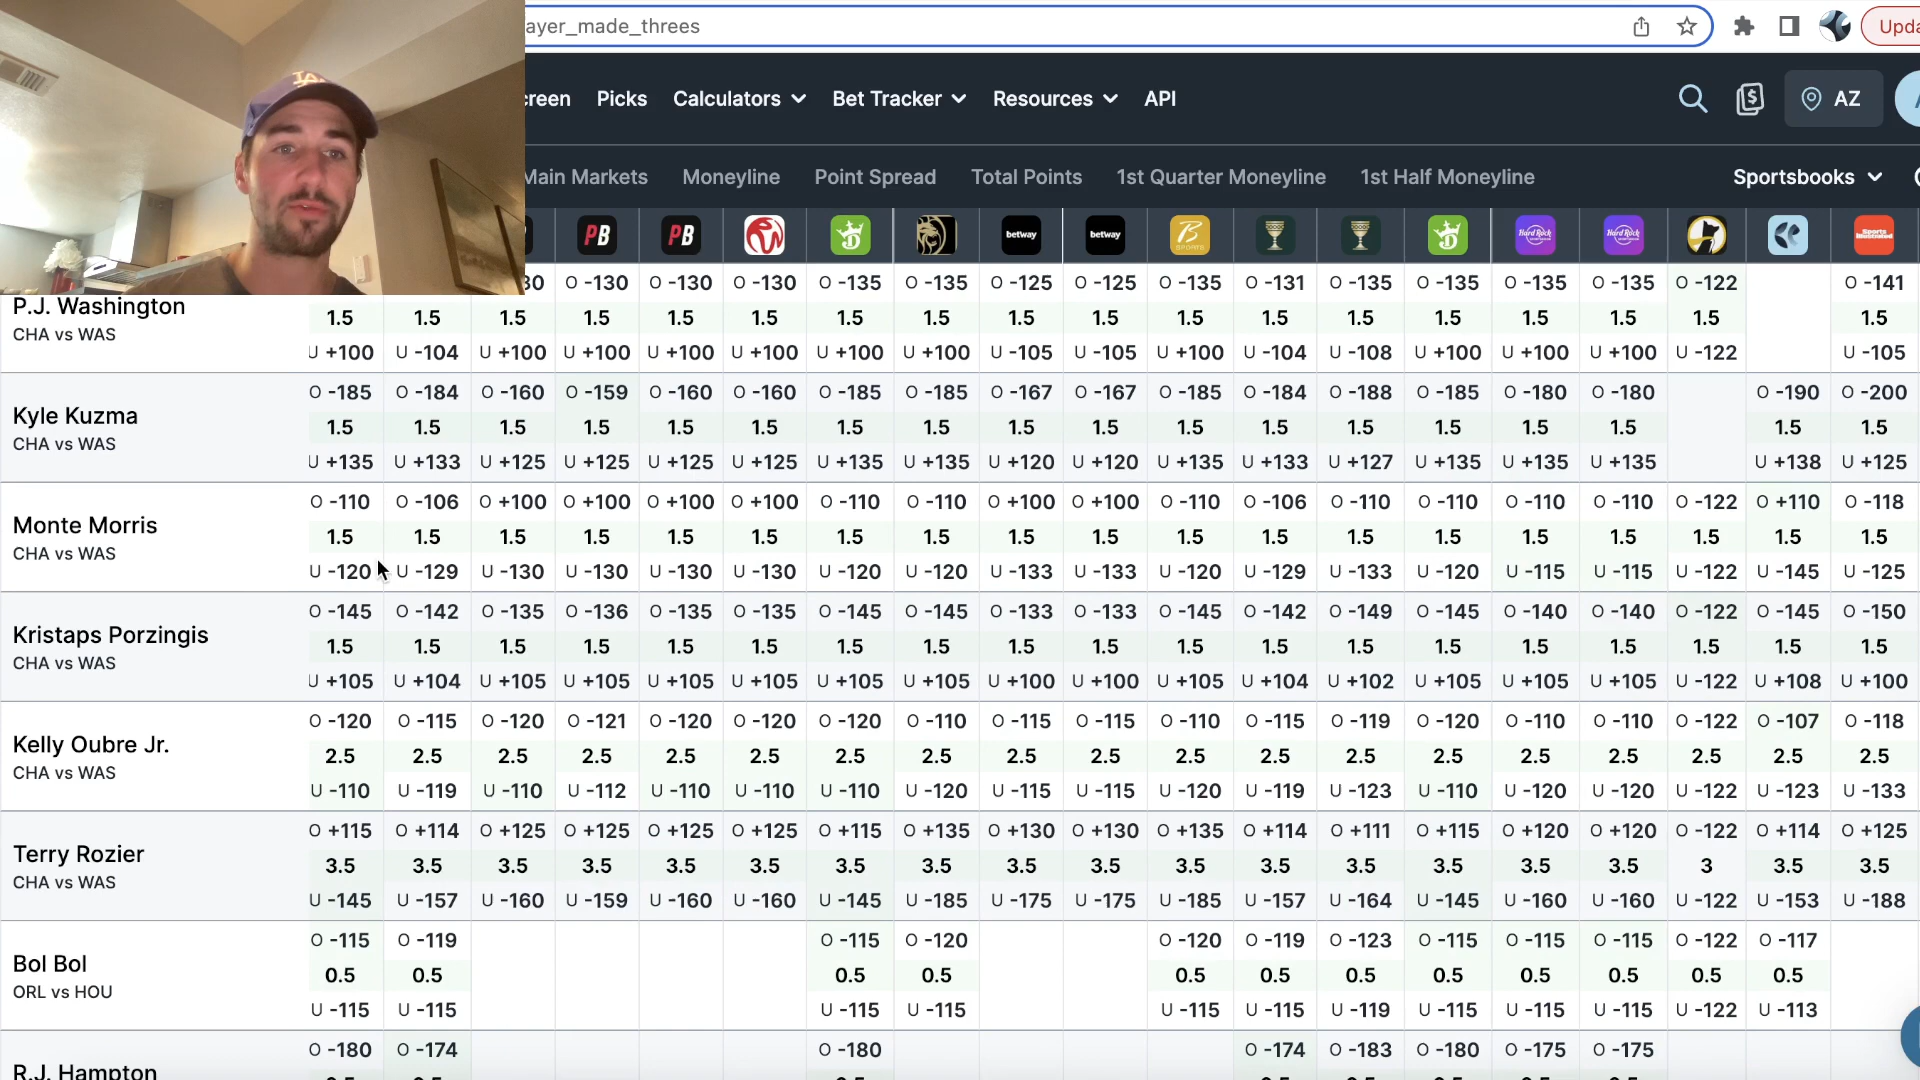 ayer_made_threes
Upda
creen Picks Calculators Bet Tracker Resources API AZ
Main Markets Moneyline Point Spread Total Points 1st Quarter Moneyline 1st Half Moneyline Sportsbooks
PB PB betway betway B SPORTS Hard Rock Hard Rock Sports Illustrated
30 O -130 O -130 O -130 O -135 O -135 O -125 O -125 O -135 O -131 O -135 O -135 O -135 O -135 O -122 O -141
P.J. Washington
CHA vs WAS
1.5 1.5 1.5 1.5 1.5 1.5 1.5 1.5 1.5 1.5 1.5 1.5 1.5 1.5 1.5 1.5 1.5 1.5
U +100 U -104 U +100 U +100 U +100 U +100 U +100 U +100 U -105 U -105 U +100 U -104 U -108 U +100 U +100 U +100 U -122 U -105
O -185 O -184 O -160 O -159 O -160 O -160 O -185 O -185 O -167 O -167 O -185 O -184 O -188 O -185 O -180 O -180 O -190 O -200
Kyle Kuzma
CHA vs WAS
1.5 1.5 1.5 1.5 1.5 1.5 1.5 1.5 1.5 1.5 1.5 1.5 1.5 1.5 1.5 1.5 1.5 1.5
U +135 U +133 U +125 U +125 U +125 U +125 U +135 U +135 U +120 U +120 U +135 U +133 U +127 U +135 U +135 U +135 U +138 U +125
O -110 O -106 O +100 O +100 O +100 O +100 O -110 O -110 O +100 O +100 O -110 O -106 O -110 O -110 O -110 O -110 O -122 O +110 O -118
Monte Morris
CHA vs WAS
1.5 1.5 1.5 1.5 1.5 1.5 1.5 1.5 1.5 1.5 1.5 1.5 1.5 1.5 1.5 1.5 1.5 1.5 1.5
U -120 U -129 U -130 U -130 U -130 U -130 U -120 U -120 U -133 U -133 U -120 U -129 U -133 U -120 U -115 U -115 U -122 U -145 U -125
O -145 O -142 O -135 O -136 O -135 O -135 O -145 O -145 O -133 O -133 O -145 O -142 O -149 O -145 O -140 O -140 O -122 O -145 O -150
Kristaps Porzingis
CHA vs WAS
1.5 1.5 1.5 1.5 1.5 1.5 1.5 1.5 1.5 1.5 1.5 1.5 1.5 1.5 1.5 1.5 1.5 1.5 1.5
U +105 U +104 U +105 U +105 U +105 U +105 U +105 U +105 U +100 U +100 U +105 U +104 U +102 U +105 U +105 U +105 U -122 U +108 U +100
O -120 O -115 O -120 O -121 O -120 O -120 O -120 O -110 O -115 O -115 O -110 O -115 O -119 O -120 O -110 O -110 O -122 O -107 O -118
Kelly Oubre Jr.
CHA vs WAS
2.5 2.5 2.5 2.5 2.5 2.5 2.5 2.5 2.5 2.5 2.5 2.5 2.5 2.5 2.5 2.5 2.5 2.5 2.5
U -110 U -119 U -110 U -112 U -110 U -110 U -110 U -120 U -115 U -115 U -120 U -119 U -123 U -110 U -120 U -120 U -122 U -123 U -133
O +115 O +114 O +125 O +125 O +125 O +125 O +115 O +135 O +130 O +130 O +135 O +114 O +111 O +115 O +120 O +120 O -122 O +114 O +125
Terry Rozier
CHA vs WAS
3.5 3.5 3.5 3.5 3.5 3.5 3.5 3.5 3.5 3.5 3.5 3.5 3.5 3.5 3.5 3.5 3 3.5 3.5
U -145 U -157 U -160 U -159 U -160 U -160 U -145 U -185 U -175 U -175 U -185 U -157 U -164 U -145 U -160 U -160 U -122 U -153 U -188
O -115 O -119 O -115 O -120 O -120 O -119 O -123 O -115 O -115 O -115 O -122 O -117
Bol Bol
ORL vs HOU
0.5 0.5 0.5 0.5 0.5 0.5 0.5 0.5 0.5 0.5 0.5 0.5
U -115 U -115 U -115 U -115 U -115 U -115 U -119 U -115 U -115 U -115 U -122 U -113
O -180 O -174 O -180 O -174 O -183 O -180 O -175 O -175
R.J. Hampton